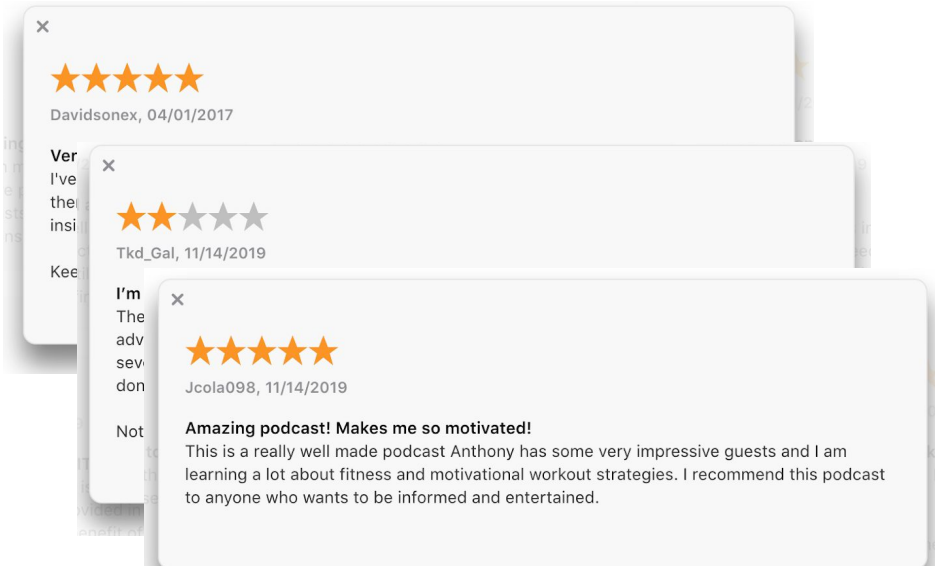 Davidsonex, 04/01/2017
Ver
I've
the
insi
Kee
Tkd_Gal, 11/14/2019
I'm
The
adv
seve
don
Not
Jcola098, 11/14/2019
Amazing podcast! Makes me so motivated!
This is a really well made podcast Anthony has some very impressive guests and I am
learning a lot about fitness and motivational workout strategies. I recommend this podcast
to anyone who wants to be informed and entertained.